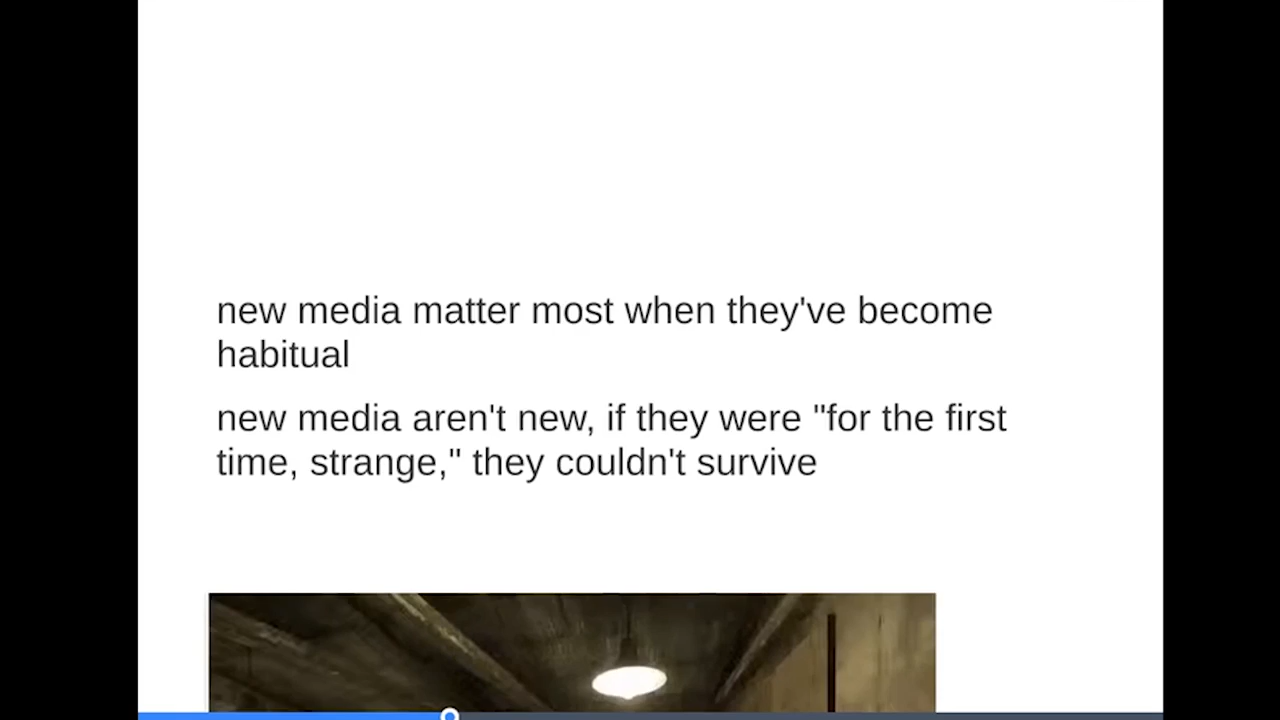 new media matter most when they've become
habitual
new media aren't new, if they were "for the first
time, strange," they couldn't survive